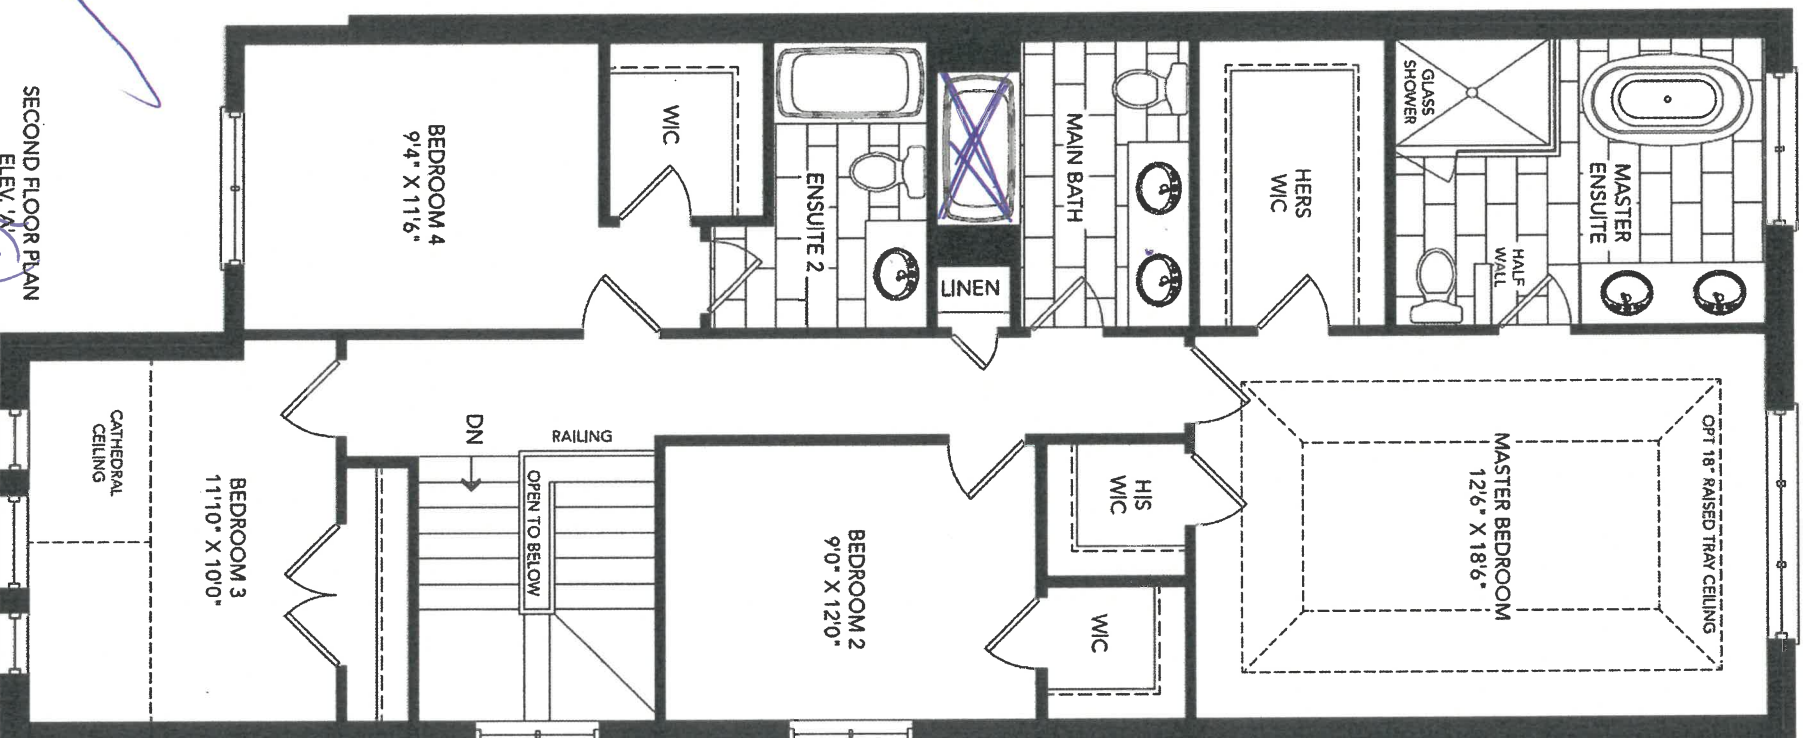 SECOND FLOOR PLAN
ELEV. 'A'
BEDROOM 4
9'4" X 11'6"
WIC
ENSUITE 2
LINEN
MAIN BATH
HERS
WIC
GLASS
SHOWER
MASTER
ENSUITE
HALF
WALL
CATHEDRAL
CEILING
BEDROOM 3
11'10" X 10'0"
DN
RAILING
OPEN TO BELOW
BEDROOM 2
9'0" X 12'0"
HIS
WIC
WIC
MASTER BEDROOM
12'6" X 18'6"
OPT 18" RAISED TRAY CEILING